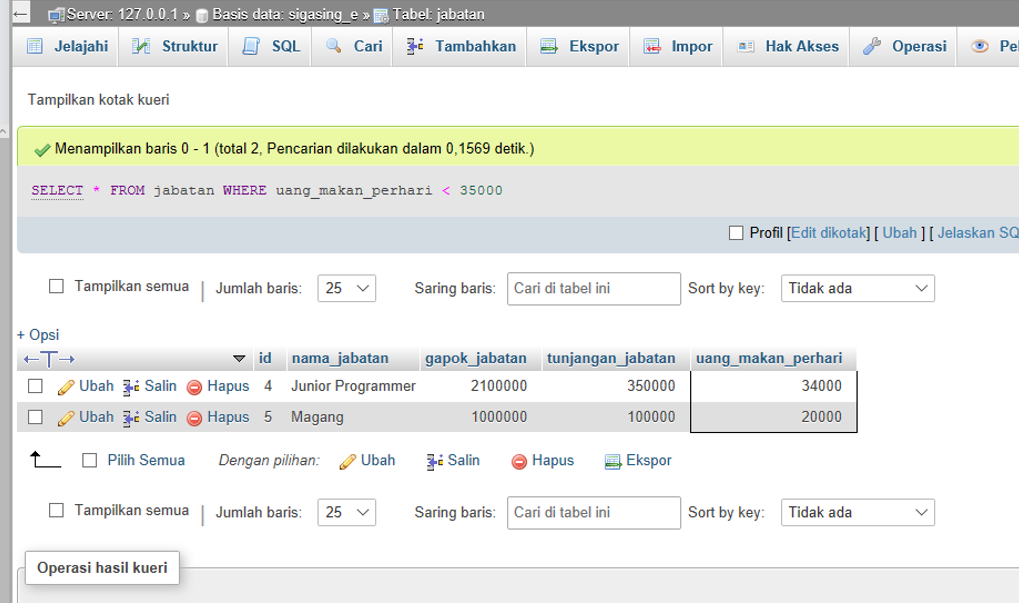 Server: 127.0.0.1 » Basis data: sigasing_e » Tabel: jabatan
Jelajahi Struktur SQL Cari Tambahkan Ekspor Impor Hak Akses Operasi Pel
Tampilkan kotak kueri
Menampilkan baris 0 - 1 (total 2, Pencarian dilakukan dalam 0,1569 detik.)
SELECT * FROM jabatan WHERE uang_makan_perhari < 35000
Profil [Edit dikotak] [ Ubah ] [ Jelaskan SQ
Tampilkan semua | Jumlah baris: 25 Saring baris: Cari di tabel ini Sort by key: Tidak ada
+ Opsi
←T→ id nama_jabatan gapok_jabatan tunjangan_jabatan uang_makan_perhari
Ubah Salin Hapus 4 Junior Programmer 2100000 350000 34000
Ubah Salin Hapus 5 Magang 1000000 100000 20000
Pilih Semua Dengan pilihan: Ubah Salin Hapus Ekspor
Tampilkan semua | Jumlah baris: 25 Saring baris: Cari di tabel ini Sort by key: Tidak ada
Operasi hasil kueri